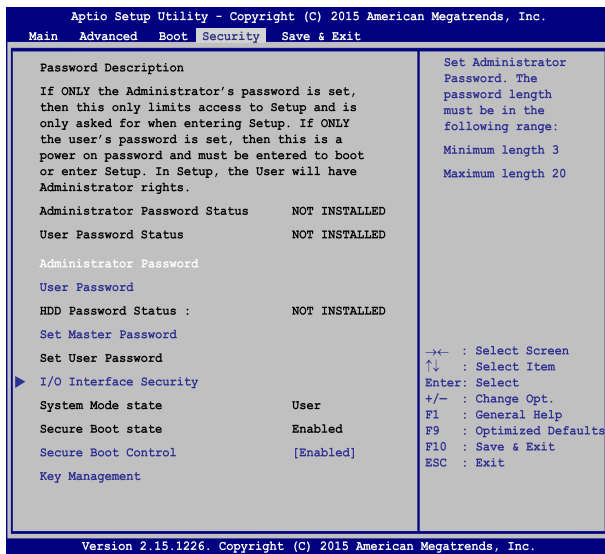 Aptio Setup Utility - Copyright (C) 2015 American Megatrends, Inc.
Main Advanced Boot Security Save & Exit
Password Description
If ONLY the Administrator's password is set,
then this only limits access to Setup and is
only asked for when entering Setup. If ONLY
the user's password is set, then this is a
power on password and must be entered to boot
or enter Setup. In Setup, the User will have
Administrator rights.
Administrator Password Status NOT INSTALLED
User Password Status NOT INSTALLED
Administrator Password
User Password
HDD Password Status : NOT INSTALLED
Set Master Password
Set User Password
I/O Interface Security
System Mode state User
Secure Boot state Enabled
Secure Boot Control [Enabled]
Key Management
Set Administrator
Password. The
password length
must be in the
following range:
Minimum length 3
Maximum length 20
→← : Select Screen
↑↓ : Select Item
Enter: Select
+/— : Change Opt.
F1 : General Help
F9 : Optimized Defaults
F10 : Save & Exit
ESC : Exit
Version 2.15.1226. Copyright (C) 2015 American Megatrends, Inc.